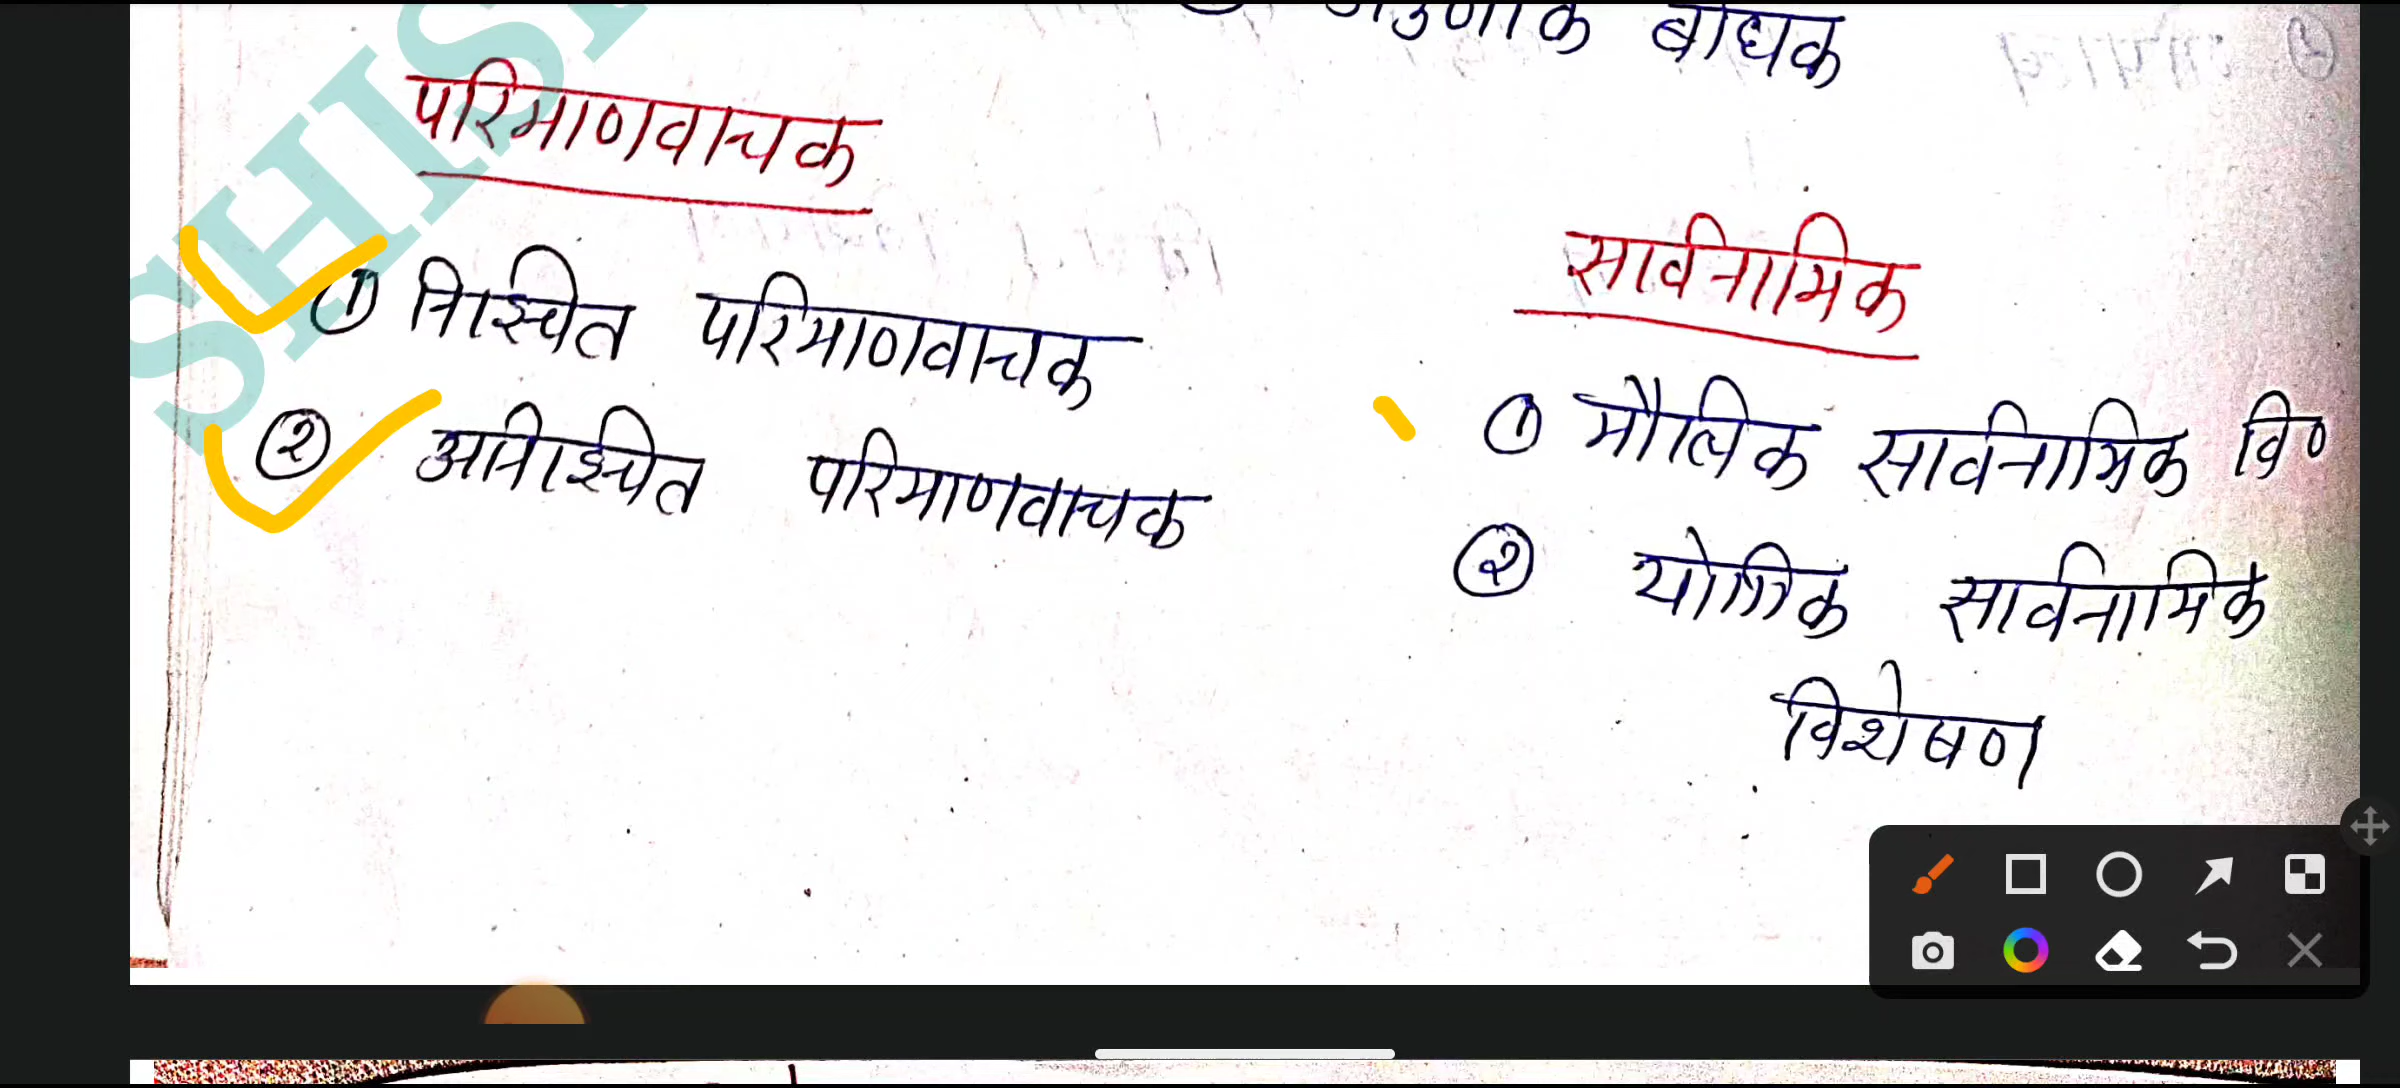 बोधक
परिमाणवाचक
① निश्चित परिमाणवाचक
② अनिश्चित परिमाणवाचक
सार्वनामिक
① मौलिक सार्वनामिक वि०
② यौगिक सार्वनामिक
विशेषण